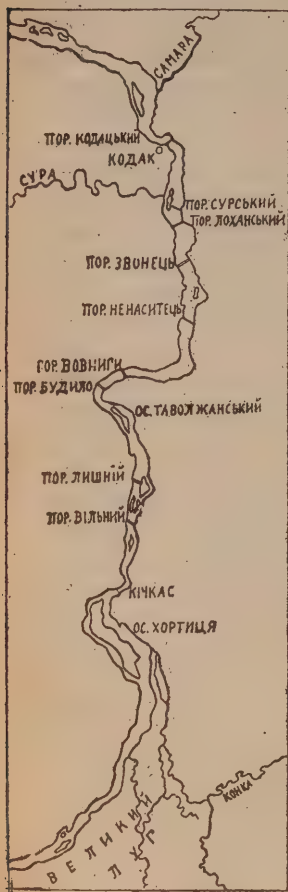 САМАРА
ПОР. КОДАЦЬКИЙ
КОДАК
СУРА
ПОР. СУРСЬКИЙ
ПОР. ЛОХАНСЬКИЙ
ПОР. ЗВОНЕЦЬ
ПОР. НЕНАСИТЕЦЬ
ГОР. ВОВНИГИ
ПОР. БУДИЛО
ОС. ТАВОЛЖАНСЬКИЙ
ПОР. ЛИШНІЙ
ПОР. ВІЛЬНИЙ
КІЧКАС
ОС. ХОРТИЦЯ
КОНКА
ВЕЛИКИЙ
ЛУГ